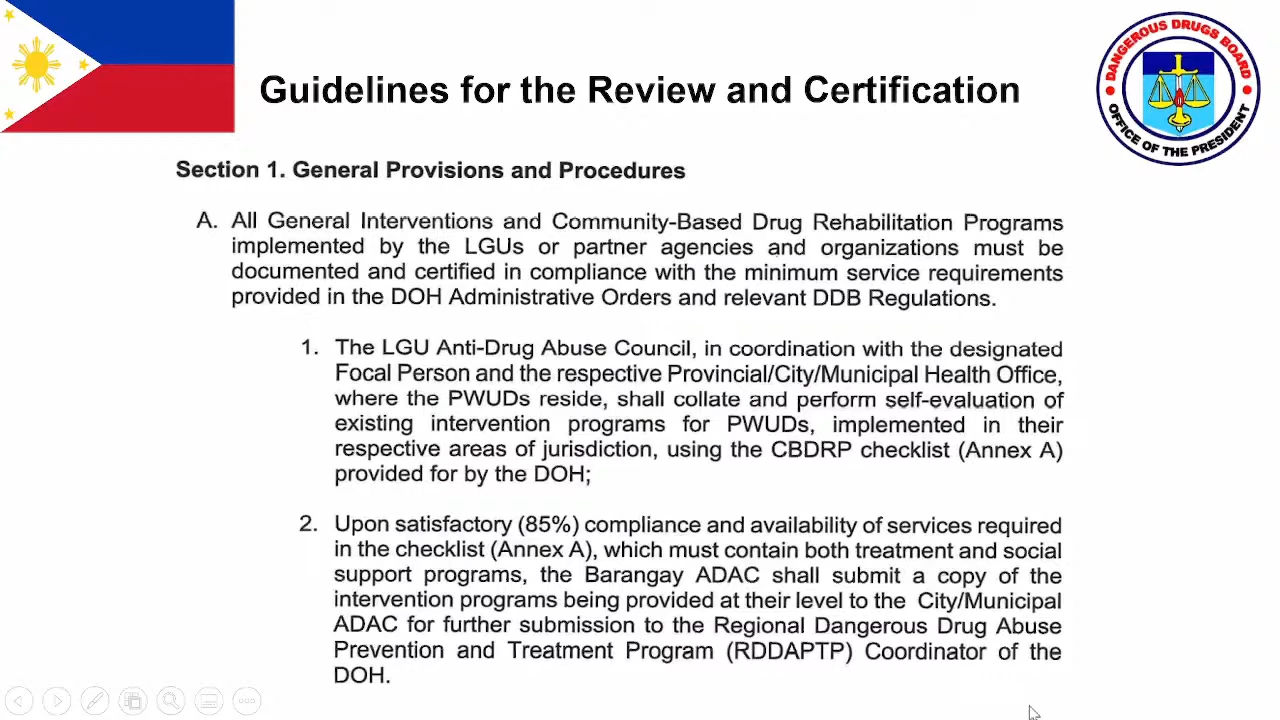 Guidelines for the Review and Certification
DANGEROUS DRUGS BOARD
OFFICE OF THE PRESIDENT
Section 1. General Provisions and Procedures
A. All General Interventions and Community-Based Drug Rehabilitation Programs
implemented by the LGUs or partner agencies and organizations must be
documented and certified in compliance with the minimum service requirements
provided in the DOH Administrative Orders and relevant DDB Regulations.
1. The LGU Anti-Drug Abuse Council, in coordination with the designated
Focal Person and the respective Provincial/City/Municipal Health Office,
where the PWUDs reside, shall collate and perform self-evaluation of
existing intervention programs for PWUDs, implemented in their
respective areas of jurisdiction, using the CBDRP checklist (Annex A)
provided for by the DOH;
2. Upon satisfactory (85%) compliance and availability of services required
in the checklist (Annex A), which must contain both treatment and social
support programs, the Barangay ADAC shall submit a copy of the
intervention programs being provided at their level to the City/Municipal
ADAC for further submission to the Regional Dangerous Drug Abuse
Prevention and Treatment Program (RDDAPTP) Coordinator of the
DOH.